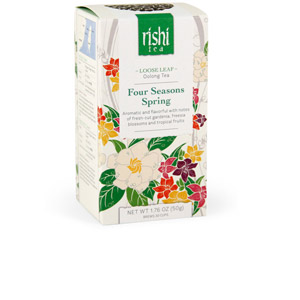 rishi
tea
~LOOSE LEAF~
Oolong Tea
Four Seasons
Spring
Aromatic and flavorful with notes
of fresh-cut gardenia, freesia
blossoms and tropical fruits
NET WT 1.76 OZ (50g)